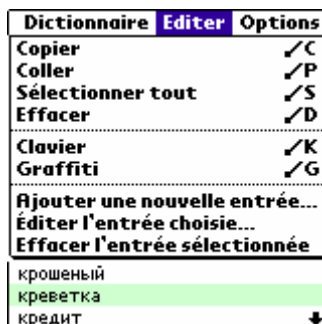 Dictionnaire Editer Options
Copier /C
Coller /P
Sélectionner tout /S
Effacer /D
Clavier /K
Graffiti /G
Ajouter une nouvelle entrée...
Éditer l'entrée choisie...
Effacer l'entrée sélectionnée
крошеный
креветка
кредит